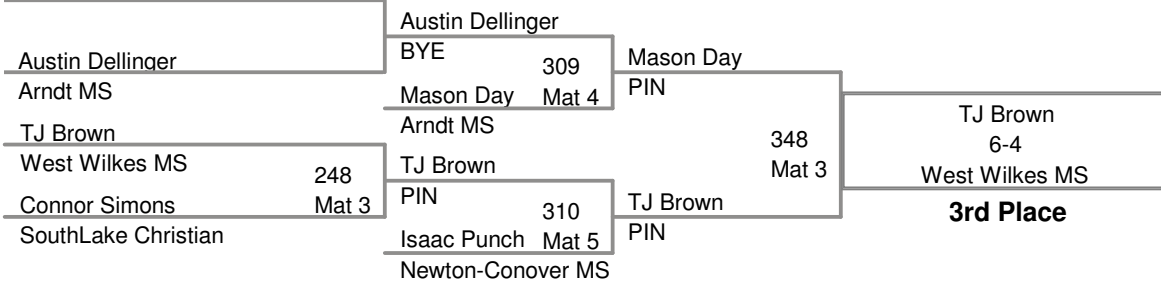 Austin Dellinger
Arndt MS
TJ Brown
West Wilkes MS
248
Mat 3
Connor Simons
SouthLake Christian
Austin Dellinger
BYE
309
Mat 4
Mason Day
Arndt MS
TJ Brown
PIN
310
Mat 5
Isaac Punch
Newton-Conover MS
Mason Day
PIN
348
Mat 3
TJ Brown
PIN
TJ Brown
6-4
West Wilkes MS
3rd Place